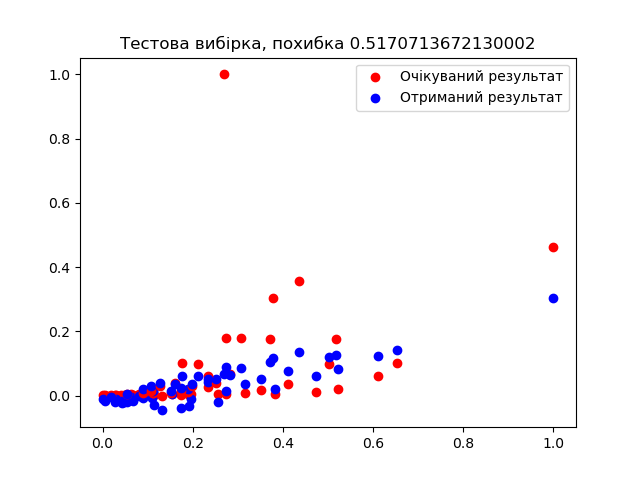 Тестова вибірка, похибка 0.5170713672130002
Очікуваний результат
Отриманий результат
1.0
0.8
0.6
0.4
0.2
0.0
0.0 0.2 0.4 0.6 0.8 1.0